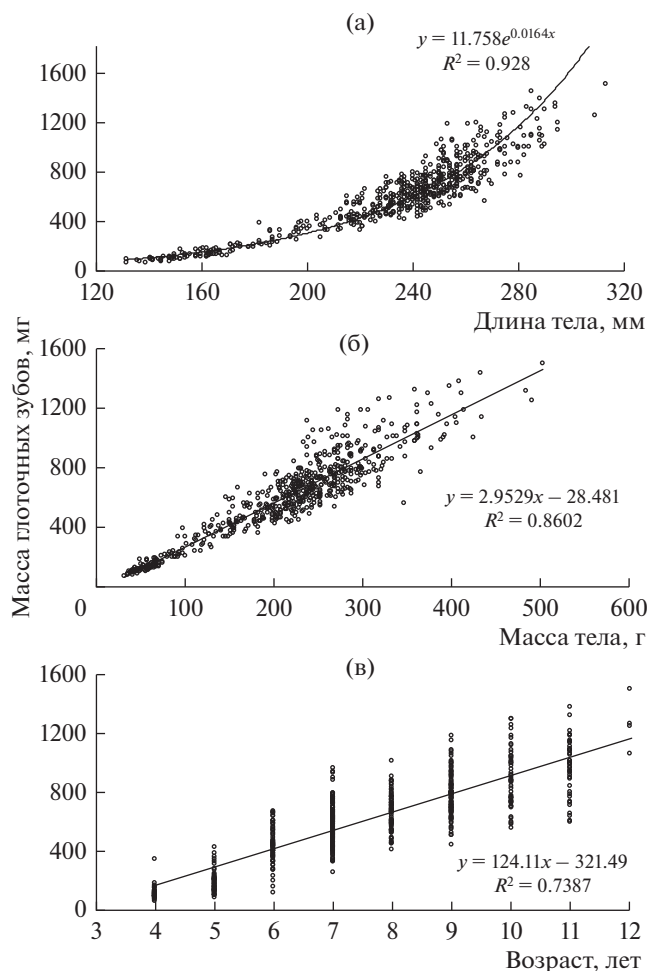 (а)
y = 11.758e^{0.0164x}
R² = 0.928
1600
1200
800
400
0
120 160 200 240 280 320
Длина тела, мм
Масса глоточных зубов, мг
(б)
1600
1200
800
400
y = 2.9529x − 28.481
R² = 0.8602
0 100 200 300 400 500 600
Масса тела, г
(в)
1600
1200
800
400
0
y = 124.11x − 321.49
R² = 0.7387
3 4 5 6 7 8 9 10 11 12
Возраст, лет